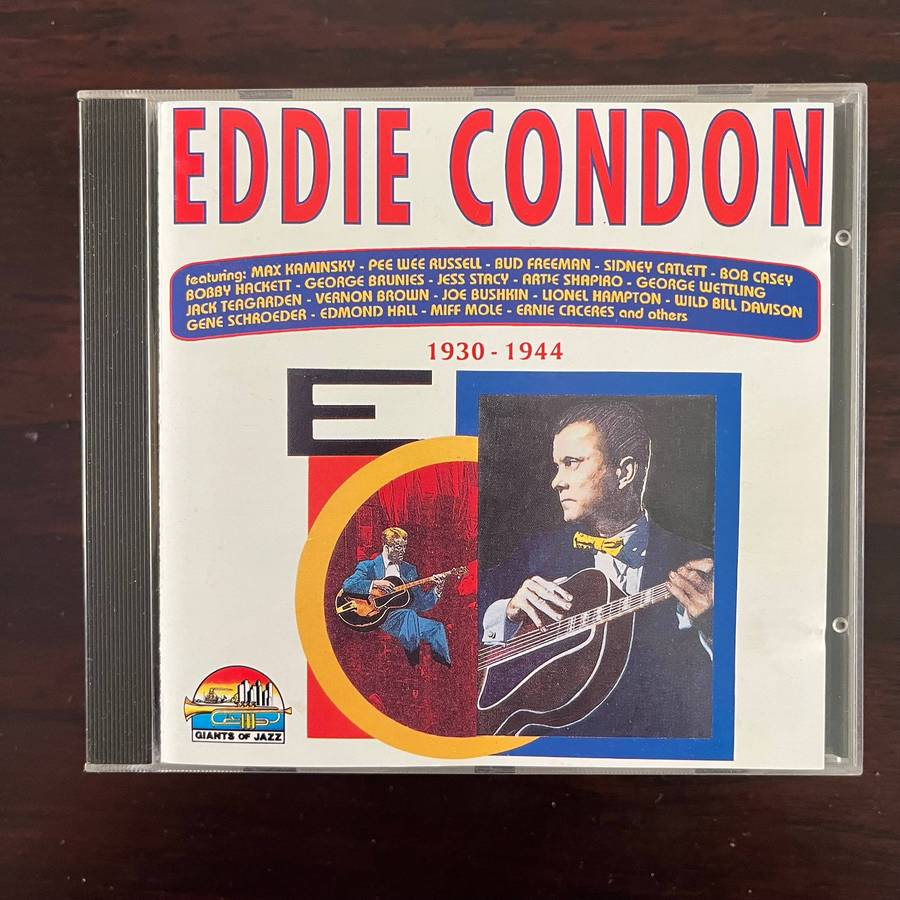 EDDIE CONDON
featuring: MAX KAMINSKY - PEE WEE RUSSELL - BUD FREEMAN - SIDNEY CATLETT - BOB CASEY
BOBBY HACKETT - GEORGE BRUNIES - JESS STACY - ARTIE SHAPIRO - GEORGE WETTLING
JACK TEAGARDEN - VERNON BROWN - JOE BUSHKIN - LIONEL HAMPTON - WILD BILL DAVISON
GENE SCHROEDER - EDMOND HALL - MIFF MOLE - ERNIE CACERES and others
1930 - 1944
E
GIANTS OF JAZZ